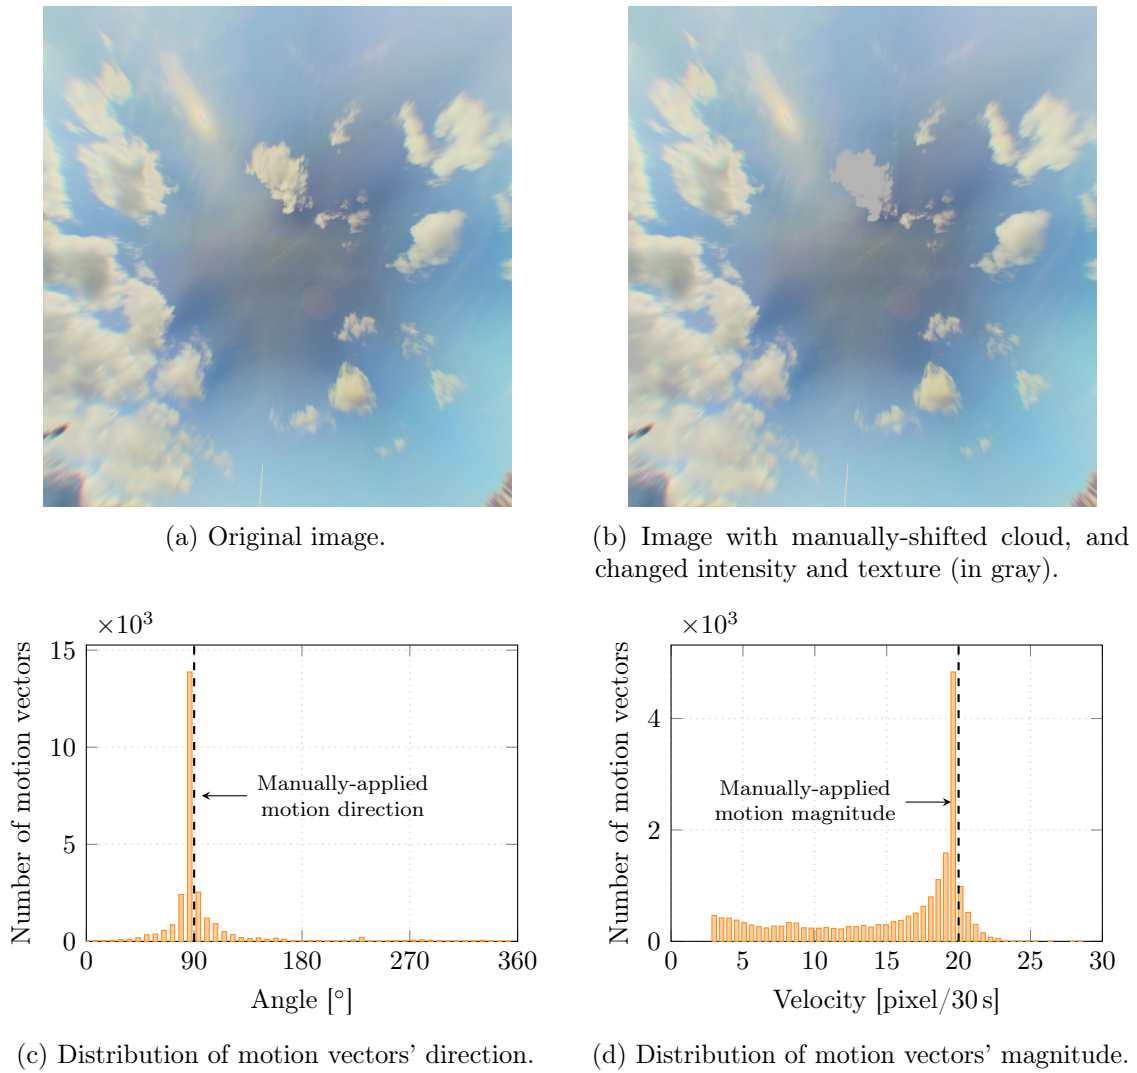 (a) Original image.
(b) Image with manually-shifted cloud, and
changed intensity and texture (in gray).
×10³
Number of motion vectors
15
10
5
0
Manually-applied
motion direction
0 90 180 270 360
Angle [°]
(c) Distribution of motion vectors' direction.
×10³
Number of motion vectors
4
2
0
Manually-applied
motion magnitude
0 5 10 15 20 25 30
Velocity [pixel/30 s]
(d) Distribution of motion vectors' magnitude.